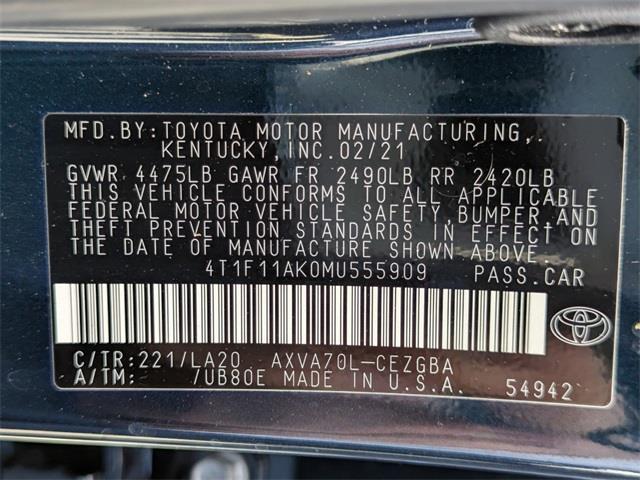 MFD.BY:TOYOTA MOTOR MANUFACTURING,.
KENTUCKY,INC.02/21
GVWR 4475LB GAWR FR 2490LB RR 2420LB
THIS VEHICLE CONFORMS TO ALL APPLICABLE
FEDERAL MOTOR VEHICLE SAFETY,BUMPER,AND
THEFT PREVENTION STANDARDS IN EFFECT ON
THE DATE OF MANUFACTURE SHOWN ABOVE.
4T1F11AK0MU555909 PASS.CAR
C/TR:221/LA20 AXVA70L-CEZGBA
A/TM: /UB80E MADE IN U.S.A. 54942